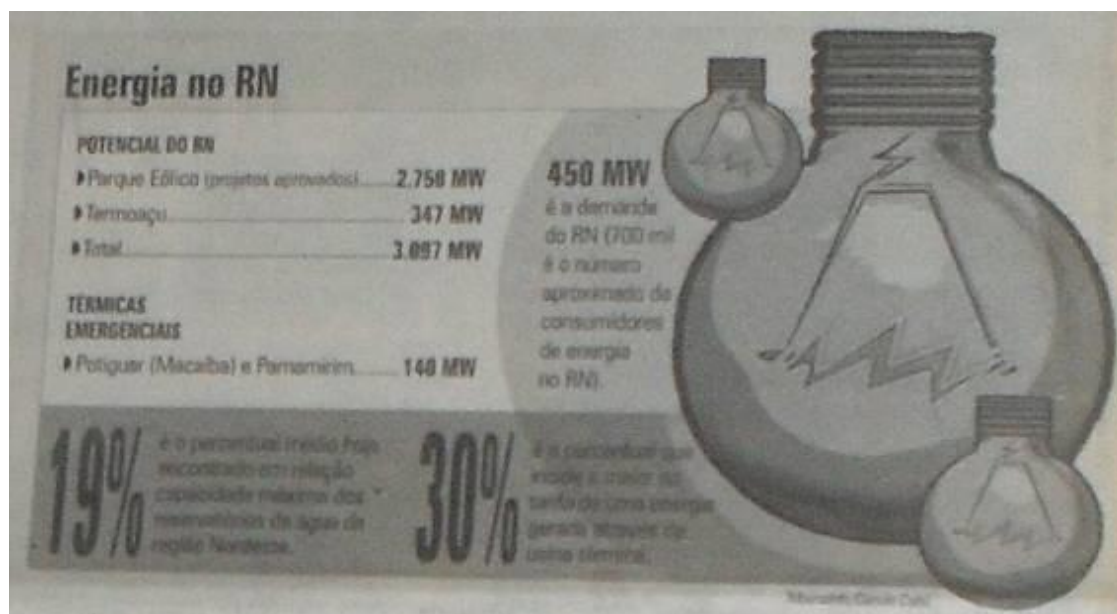 Energia no RN
POTENCIAL DO RN
Parque Eólico (projetos aprovados)...... 2.750 MW
Termoaçu...... 347 MW
Total...... 3.097 MW
TÉRMICAS
EMERGENCIAIS
Potiguar (Macaíba) e Parnamirim...... 140 MW
450 MW
é a demanda
do RN (700 mil
é o número
aproximado de
consumidores
de energia
no RN).
19%
é o percentual médio hoje
encontrado em relação
capacidade máxima dos
reservatórios de água da
região Nordeste.
30%
é o percentual que
incide a maior na
tarifa de uma energia
gerada através de
usina térmica.